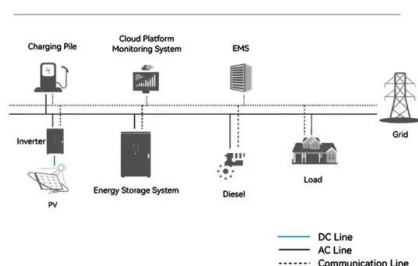 Charging Pile
Cloud Platform
Monitoring System
EMS
Grid
Inverter
PV
Energy Storage System
Diesel
Load
DC Line
AC Line
Communication Line